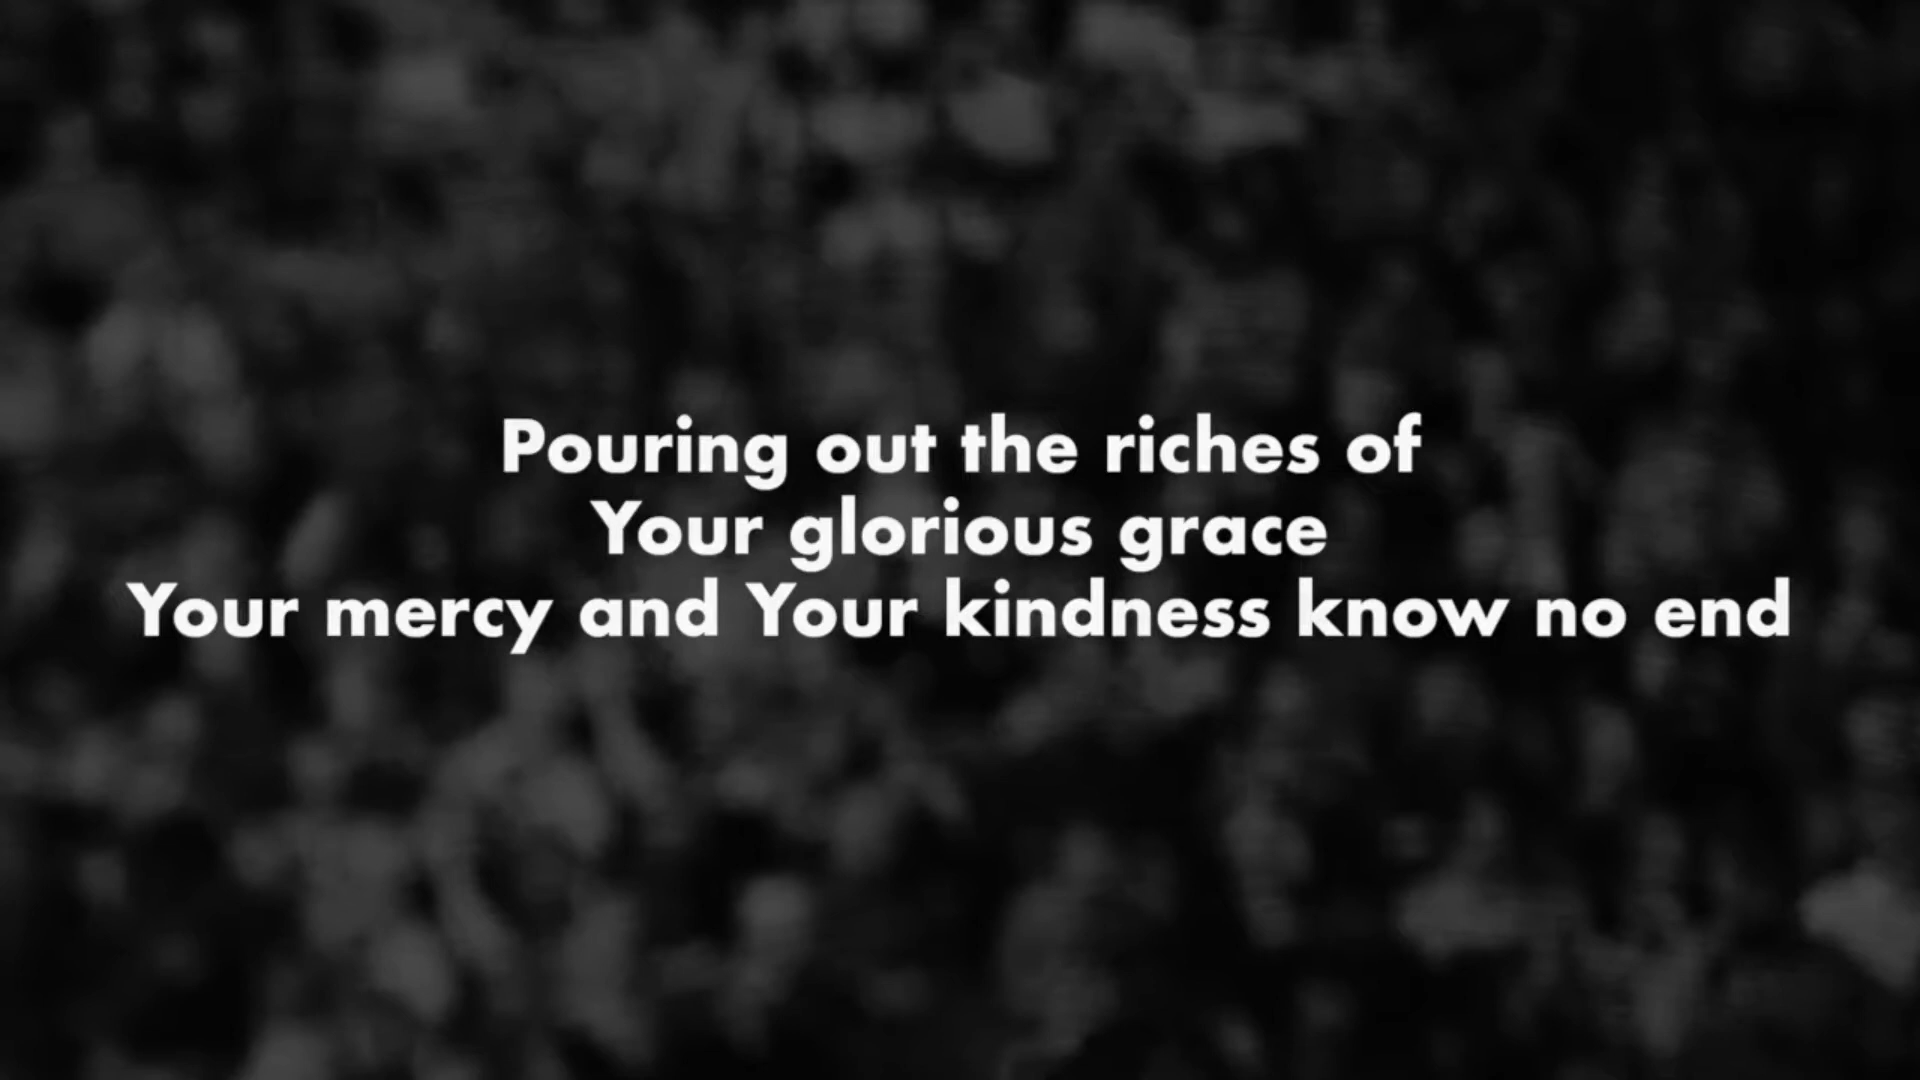 Pouring out the riches of
Your glorious grace
Your mercy and Your kindness know no end